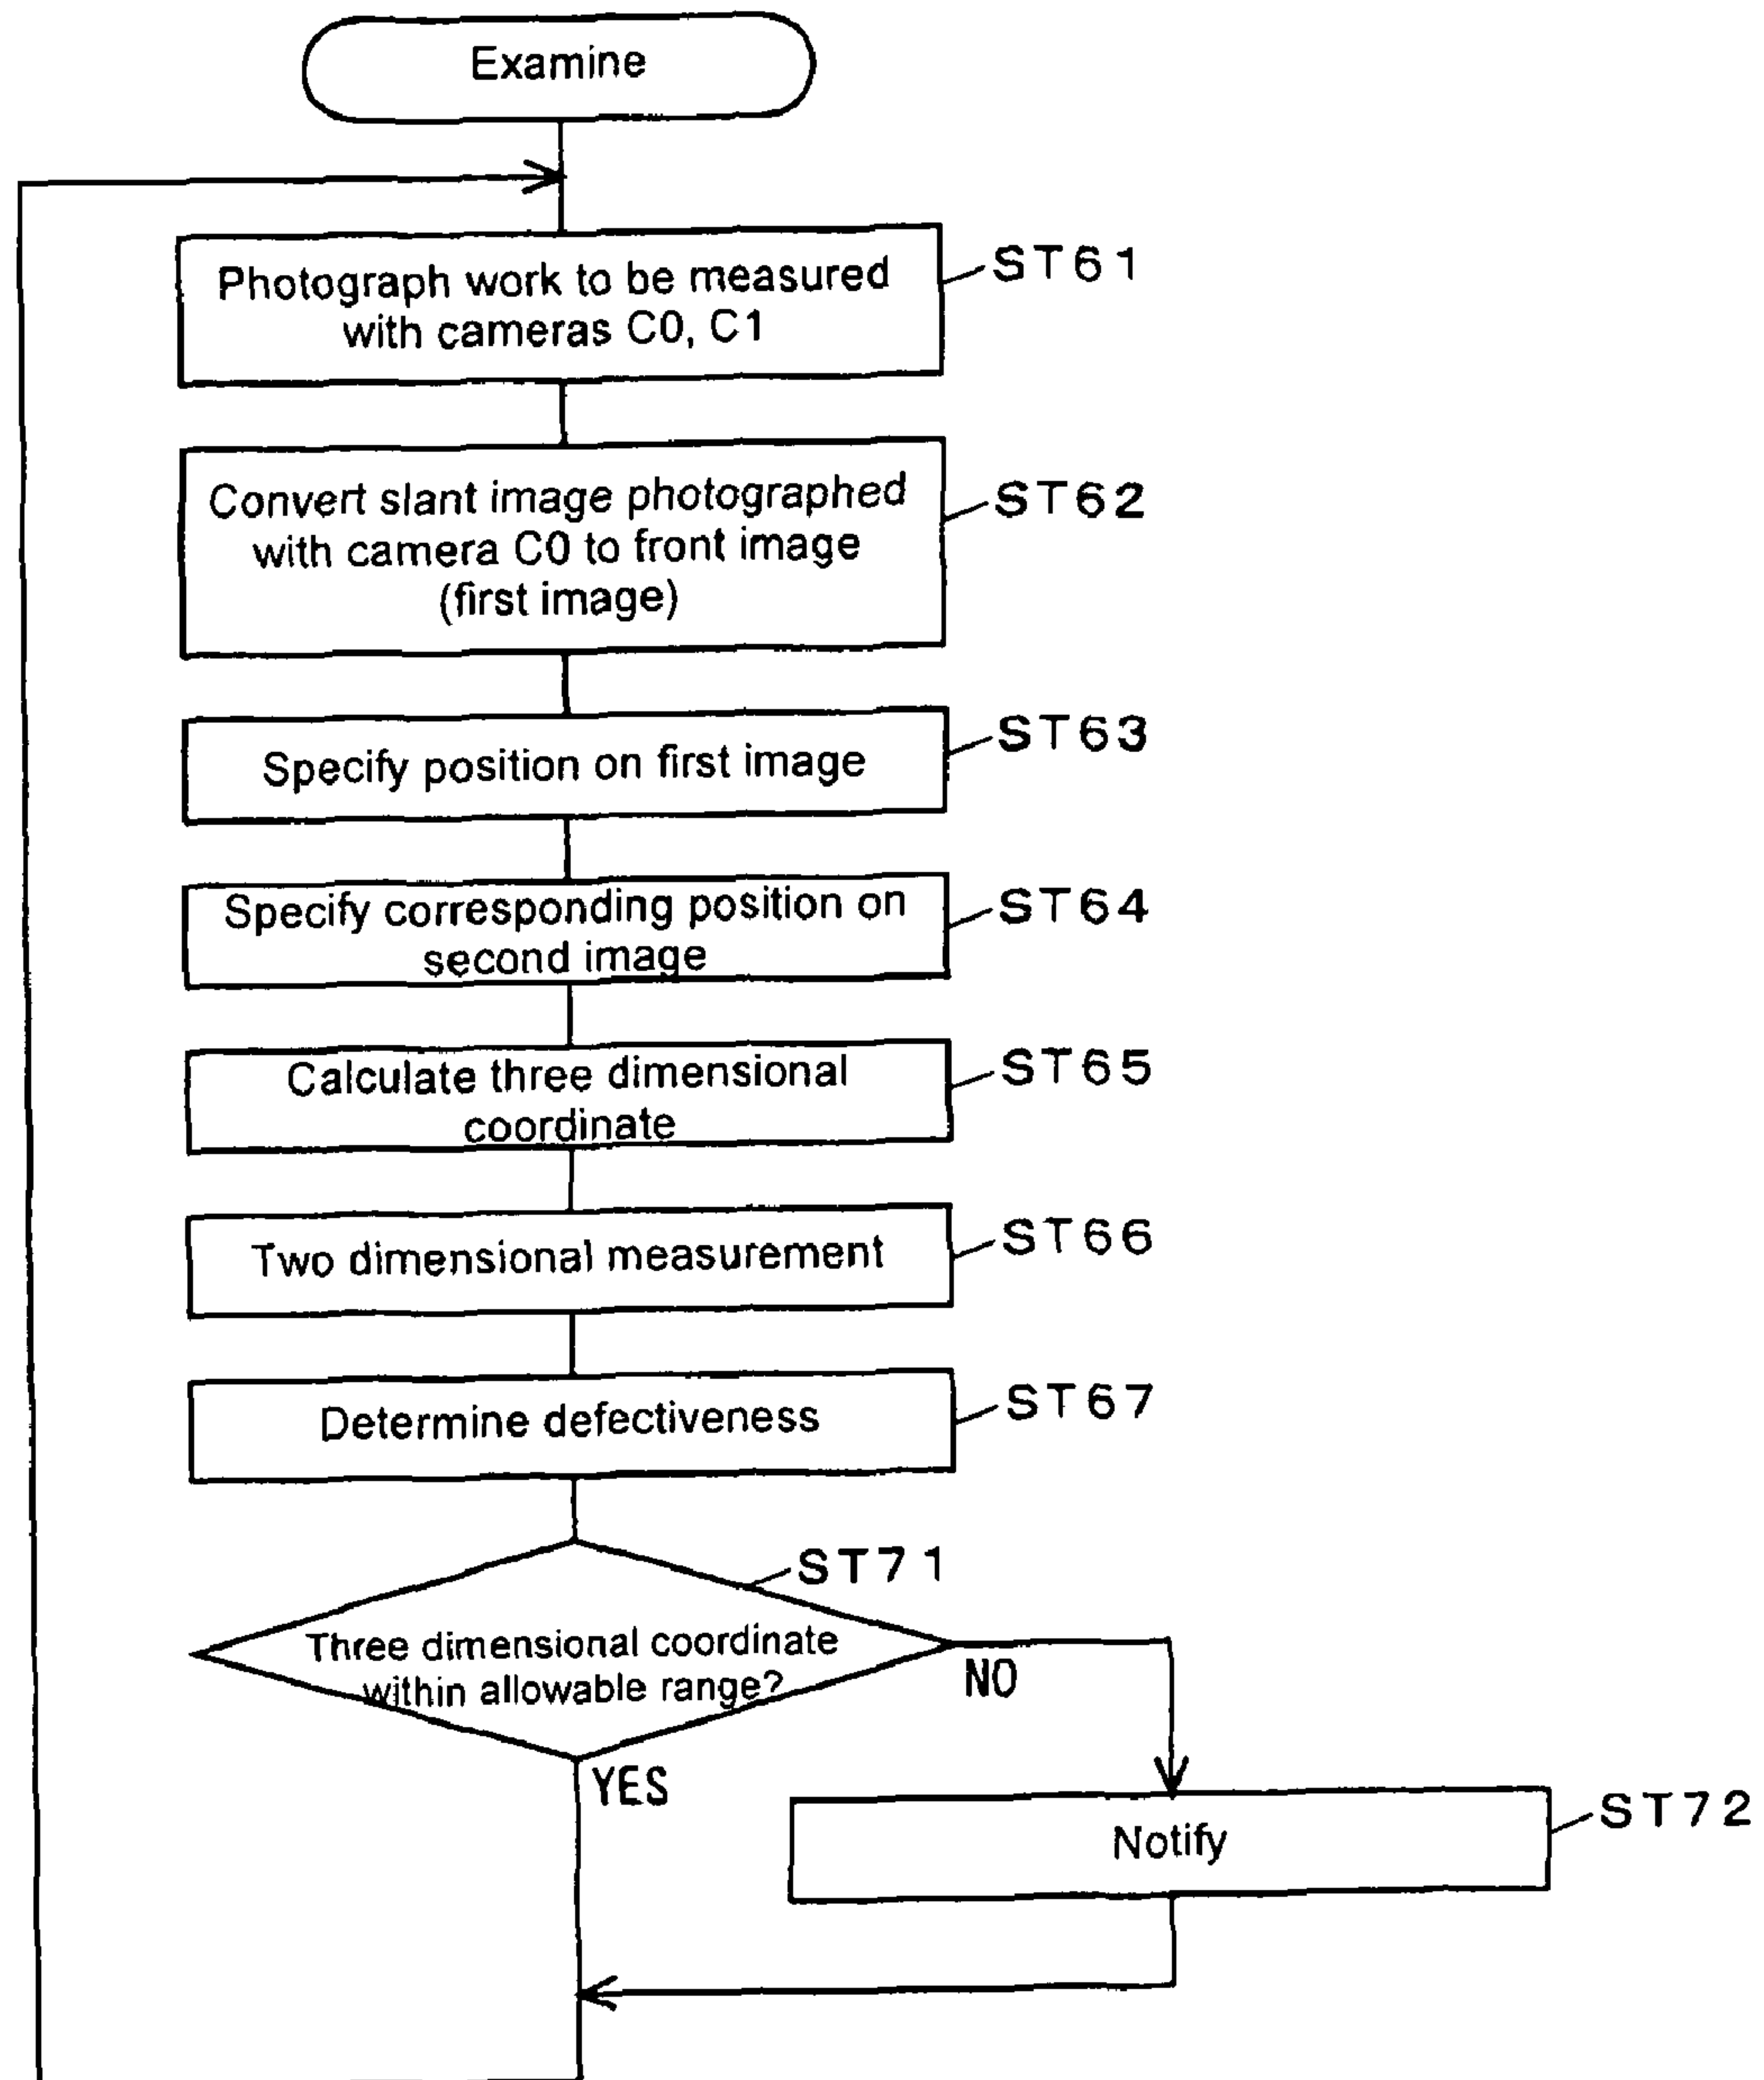 Examine
Photograph work to be measured
with cameras C0, C1
ST61
Convert slant image photographed
with camera C0 to front image
(first image)
ST62
Specify position on first image
ST63
Specify corresponding position on
second image
ST64
Calculate three dimensional
coordinate
ST65
Two dimensional measurement
ST66
Determine defectiveness
ST67
ST71
Three dimensional coordinate
within allowable range?
NO
YES
Notify
ST72